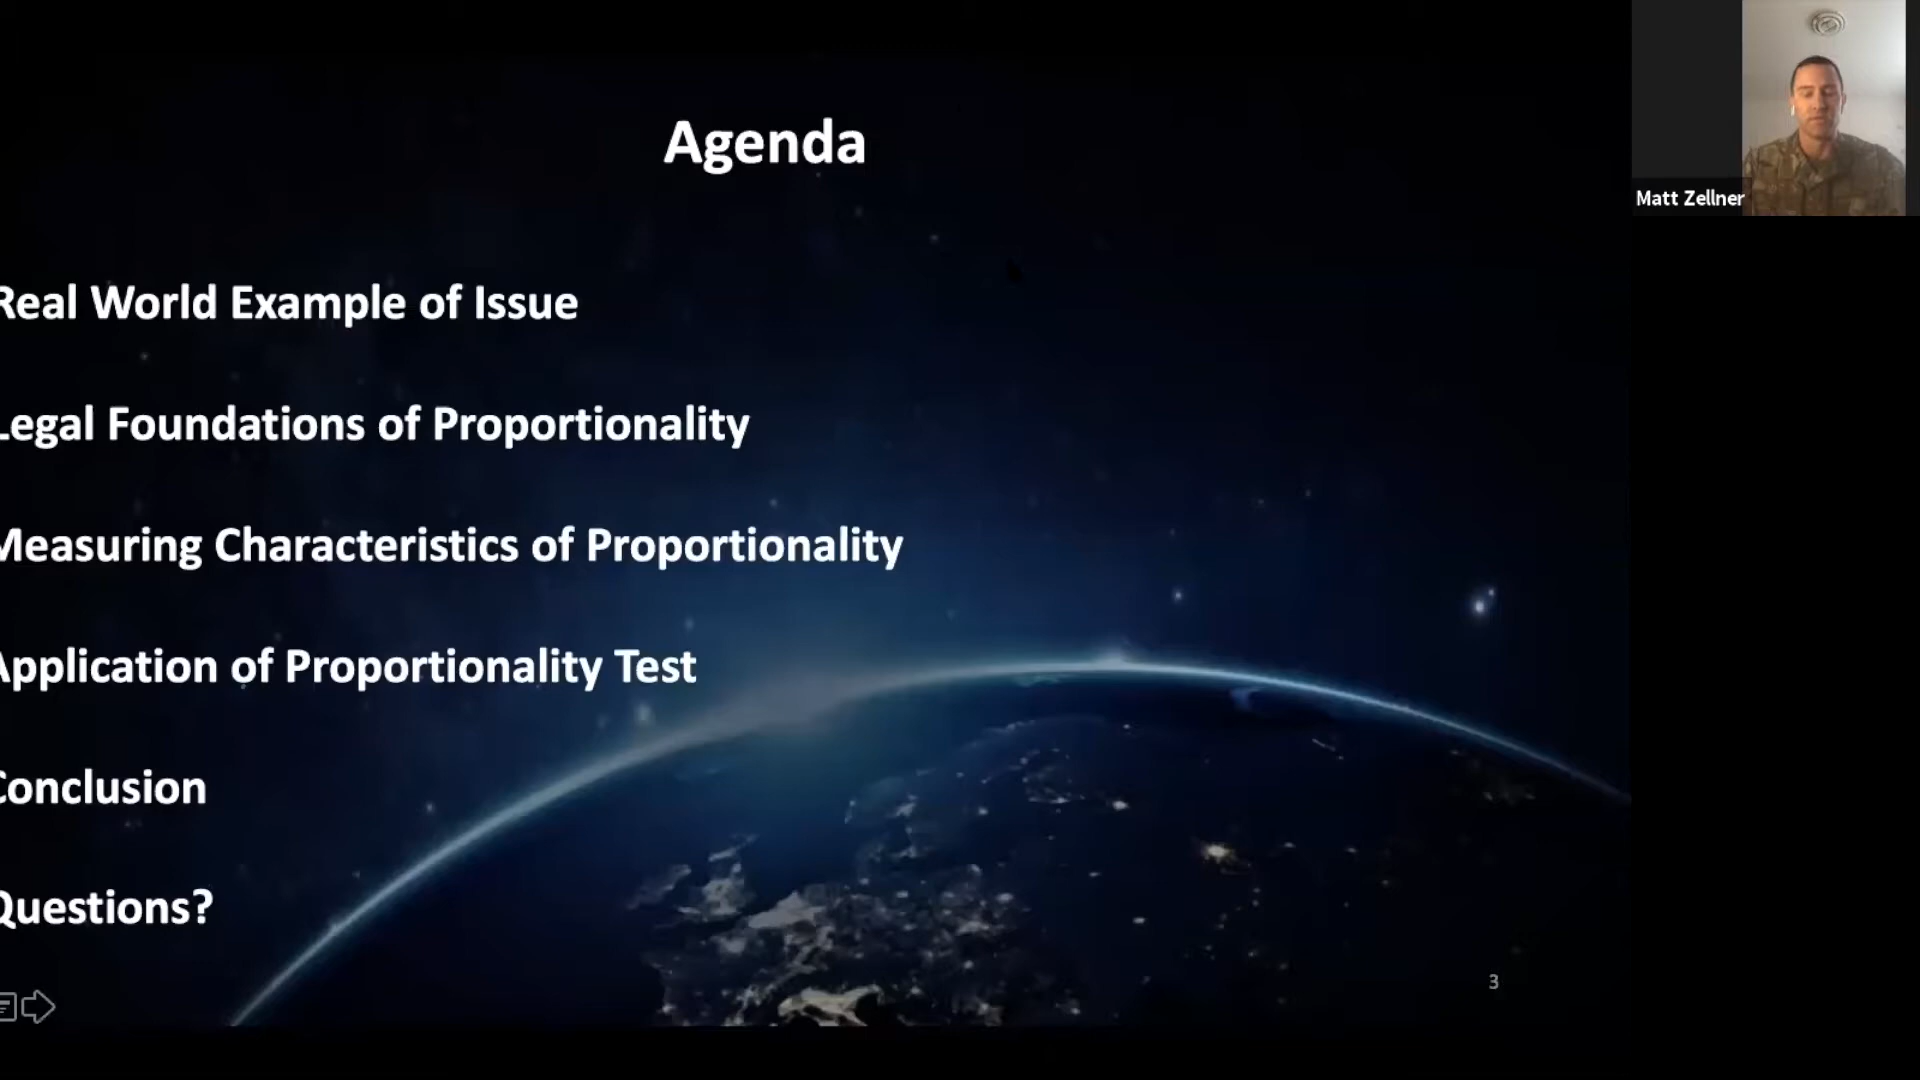 Agenda
Matt Zellner
Real World Example of Issue
Legal Foundations of Proportionality
Measuring Characteristics of Proportionality
Application of Proportionality Test
Conclusion
Questions?
3